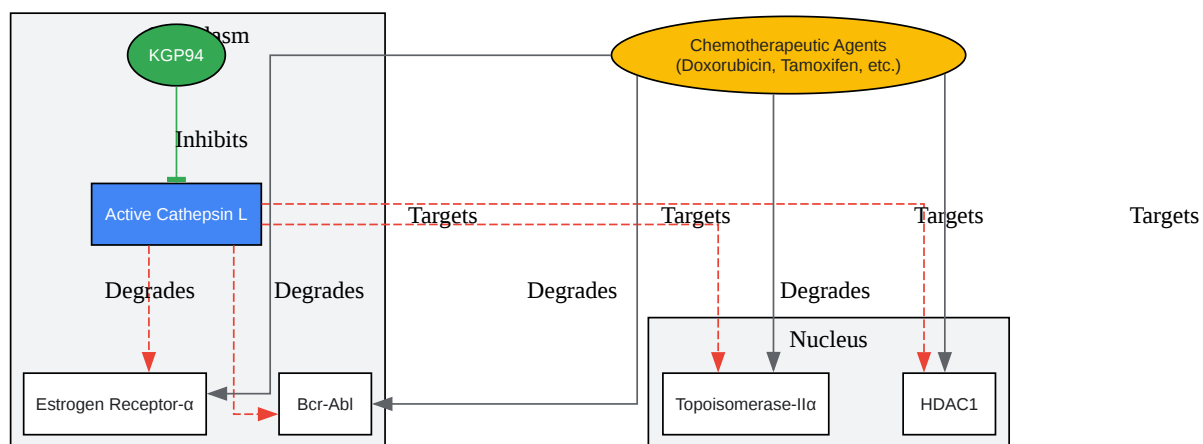 KGP94
Chemotherapeutic Agents
(Doxorubicin, Tamoxifen, etc.)
Inhibits
Active Cathepsin L
Targets
Targets
Targets
Targets
Degrades
Degrades
Degrades
Degrades
Nucleus
Estrogen Receptor-α
Bcr-Abl
Topoisomerase-IIα
HDAC1